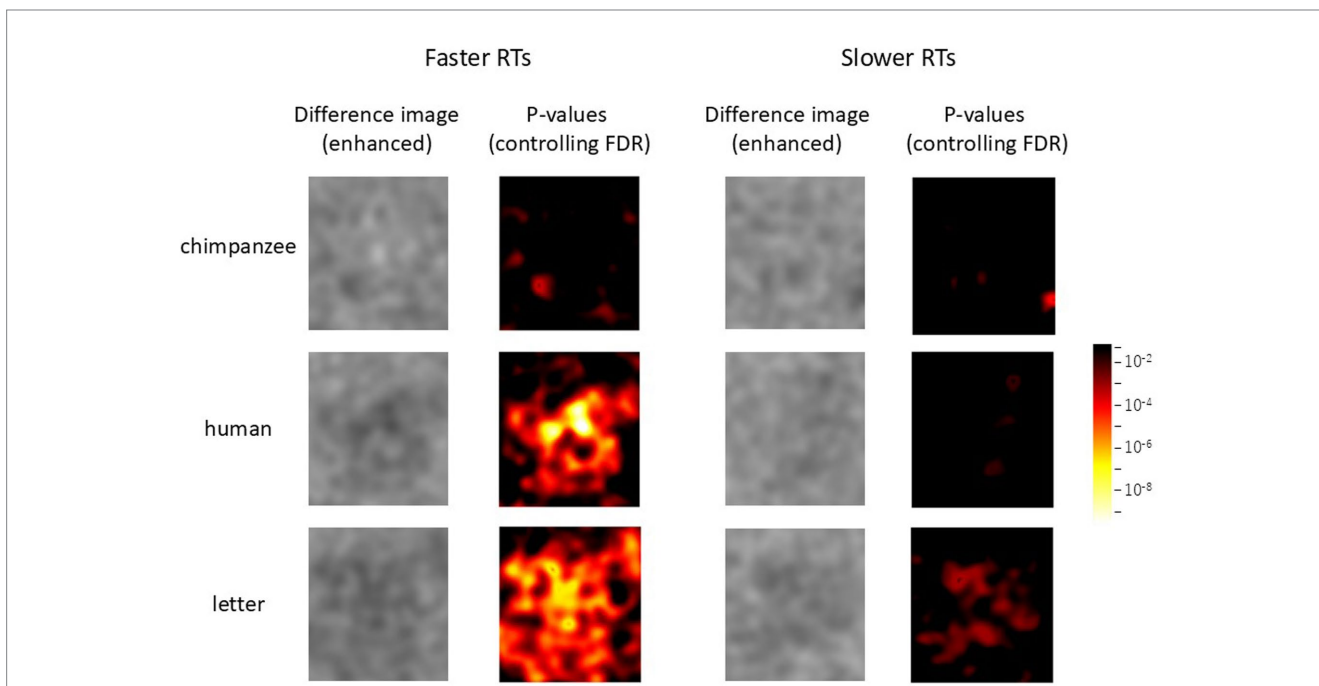 Faster RTs
Slower RTs
Difference image
(enhanced)
P-values
(controlling FDR)
Difference image
(enhanced)
P-values
(controlling FDR)
chimpanzee
human
letter
10⁻²
10⁻⁴
10⁻⁶
10⁻⁸